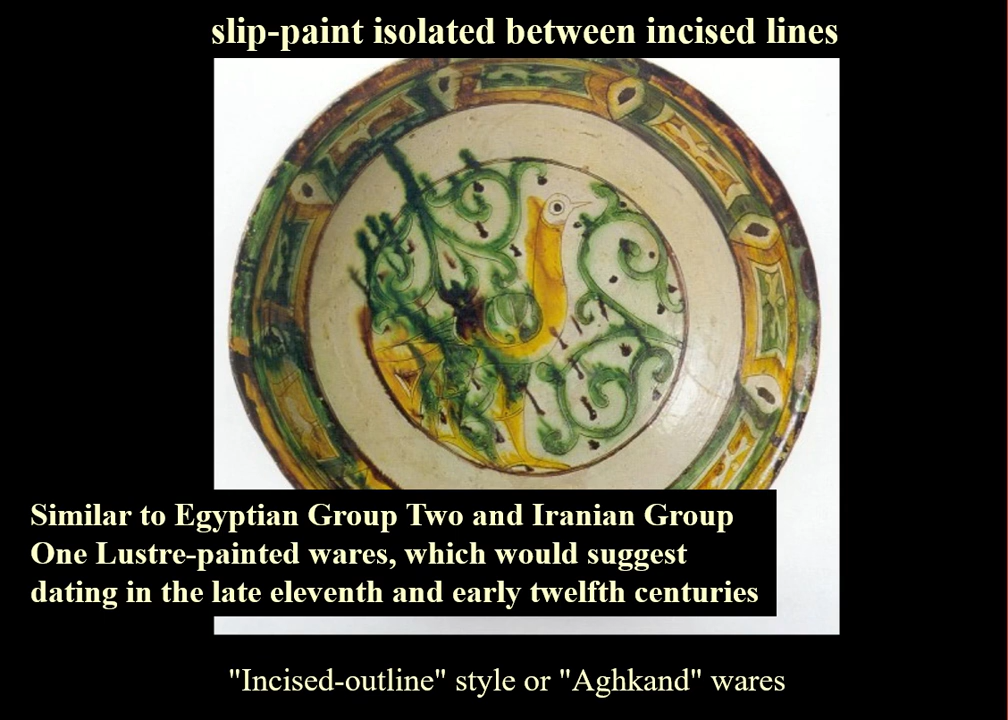 slip-paint isolated between incised lines
Similar to Egyptian Group Two and Iranian Group
One Lustre-painted wares, which would suggest
dating in the late eleventh and early twelfth centuries
"Incised-outline" style or "Aghkand" wares